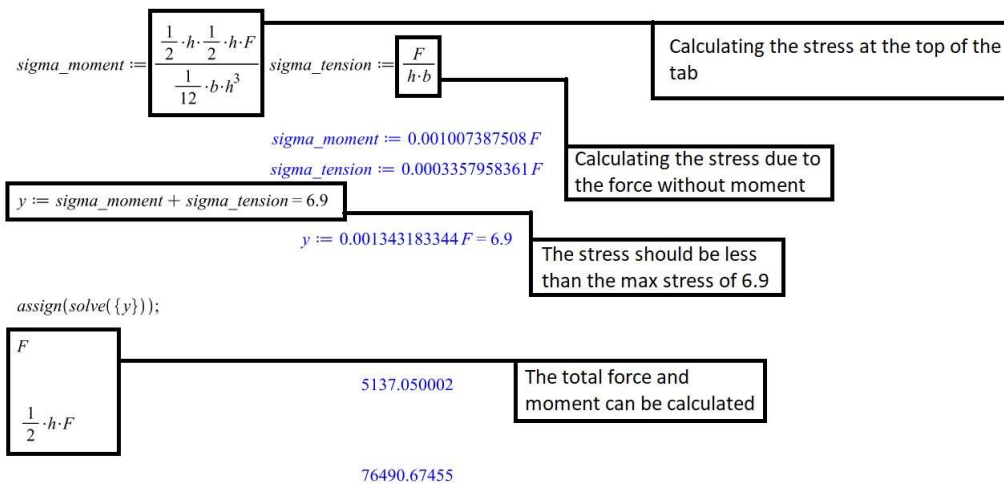 sigma_moment := (1/2·h·1/2·h·F)/(1/12·b·h³) sigma_tension := F/(h·b)
Calculating the stress at the top of the
tab
sigma_moment := 0.001007387508 F
sigma_tension := 0.0003357958361 F
Calculating the stress due to
the force without moment
y := sigma_moment + sigma_tension = 6.9
y := 0.001343183344 F = 6.9
The stress should be less
than the max stress of 6.9
assign(solve({y}));
F
5137.050002
The total force and
moment can be calculated
1/2·h·F
76490.67455